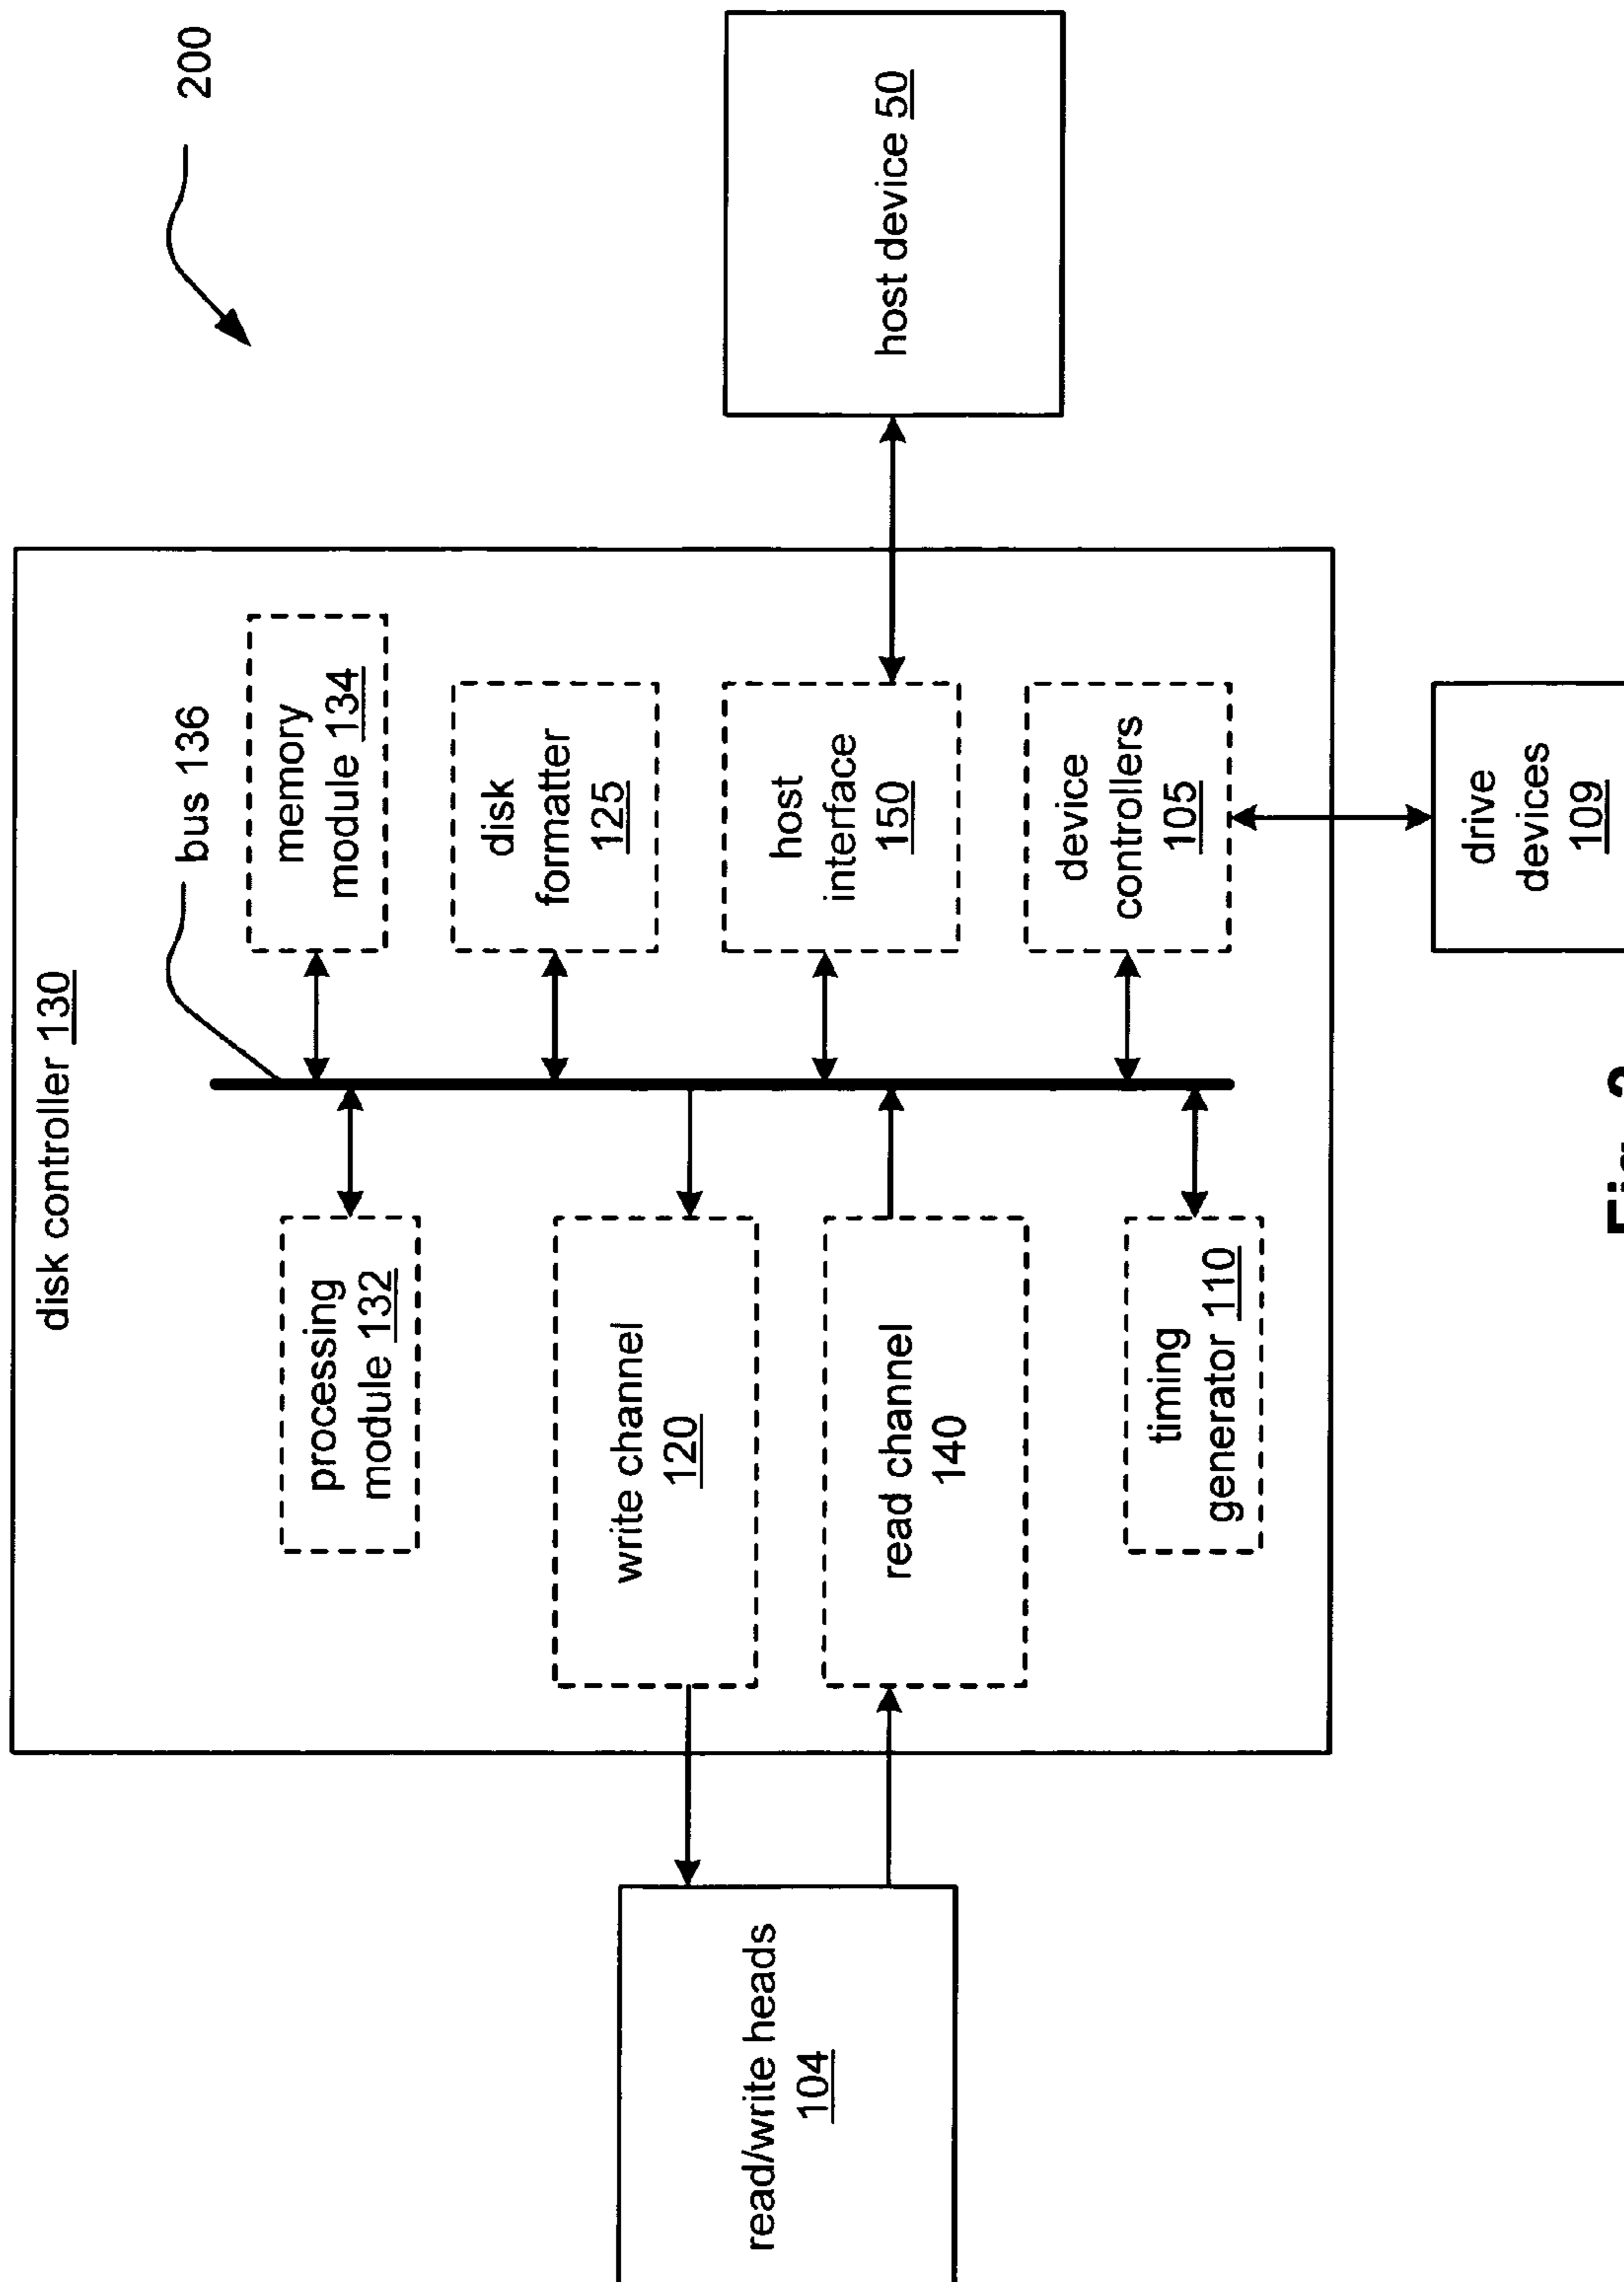 disk controller 130
bus 136
200
memory
module 134
processing
module 132
disk
formatter
125
write channel
120
host
interface
150
host device 50
read/write heads
104
read channel
140
device
controllers
105
timing
generator 110
drive
devices
109